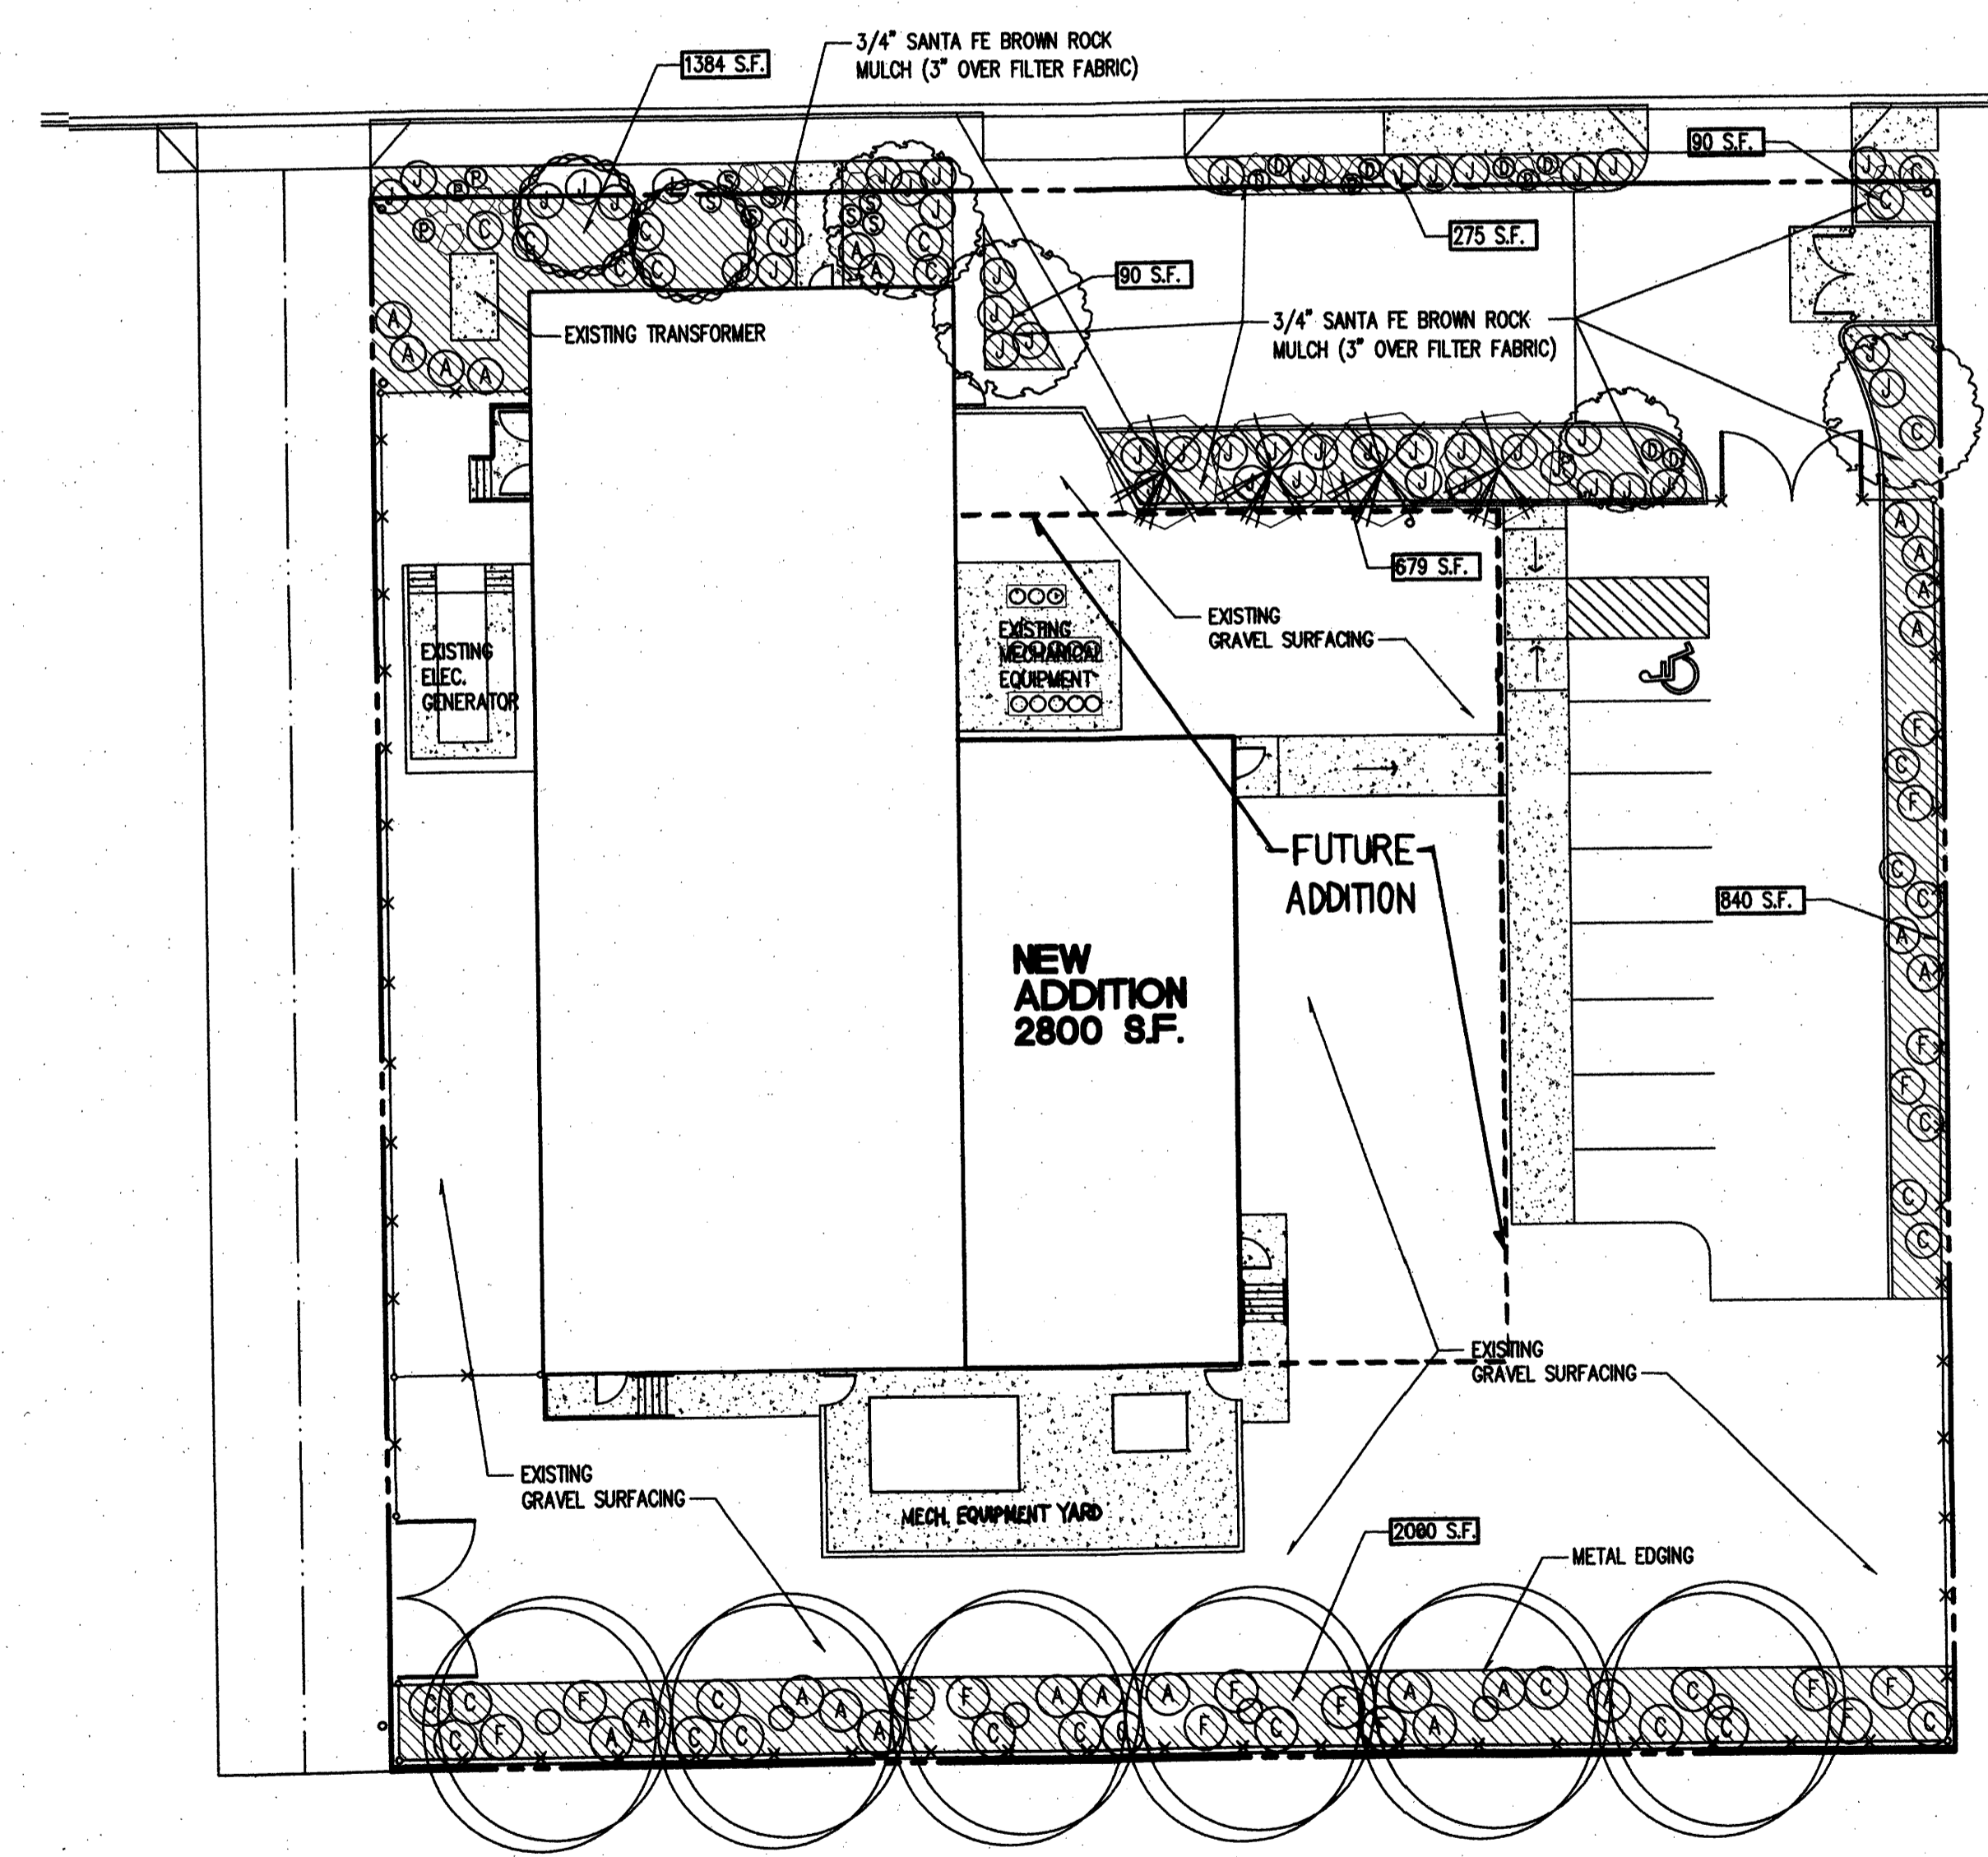 3/4" SANTA FE BROWN ROCK
MULCH (3" OVER FILTER FABRIC)
1384 S.F.
90 S.F.
275 S.F.
90 S.F.
EXISTING TRANSFORMER
3/4" SANTA FE BROWN ROCK
MULCH (3" OVER FILTER FABRIC)
679 S.F.
EXISTING
GRAVEL SURFACING
EXISTING
MECHANICAL
EQUIPMENT
EXISTING
ELEC.
GENERATOR
FUTURE
ADDITION
840 S.F.
NEW
ADDITION
2800 S.F.
EXISTING
GRAVEL SURFACING
EXISTING
GRAVEL SURFACING
MECH. EQUIPMENT YARD
2000 S.F.
METAL EDGING